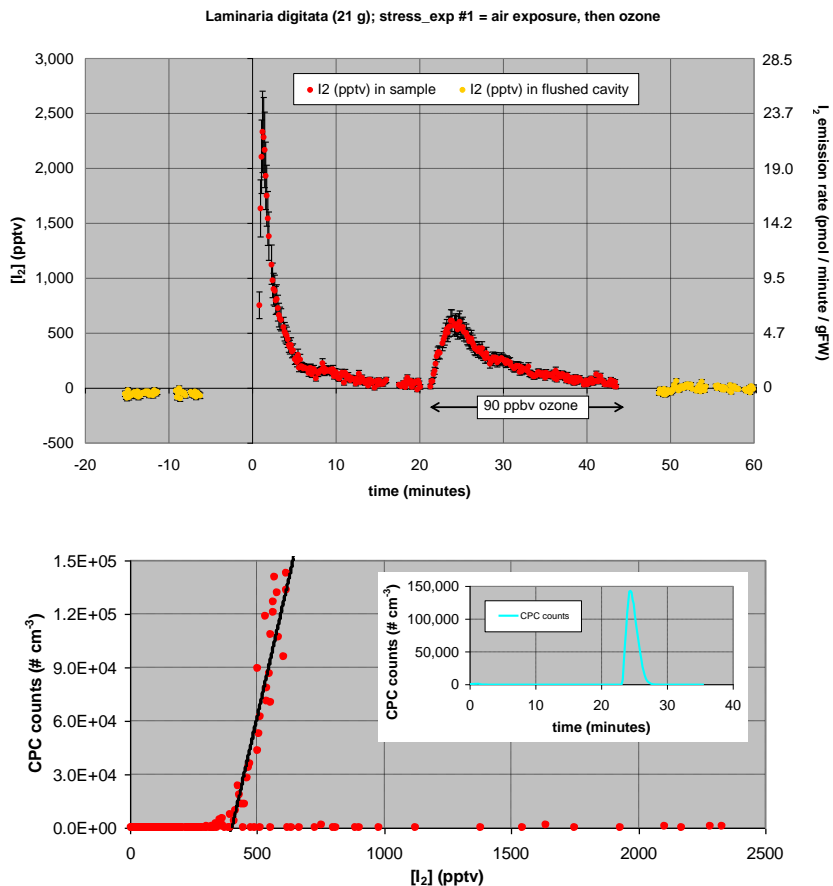 Laminaria digitata (21 g); stress_exp #1 = air exposure, then ozone
3,000
2,500
2,000
1,500
1,000
500
0
-500
[I₂] (pptv)
I2 (pptv) in sample
I2 (pptv) in flushed cavity
90 ppbv ozone
28.5
23.7
19.0
14.2
9.5
4.7
0
I₂ emission rate (pmol / minute / gFW)
-20 -10 0 10 20 30 40 50 60
time (minutes)
1.5E+05
1.2E+05
9.0E+04
6.0E+04
3.0E+04
0.0E+00
CPC counts (# cm⁻³)
150,000
100,000
50,000
0
CPC counts (# cm⁻³)
CPC counts
0 10 20 30 40
time (minutes)
0 500 1000 1500 2000 2500
[I₂] (pptv)